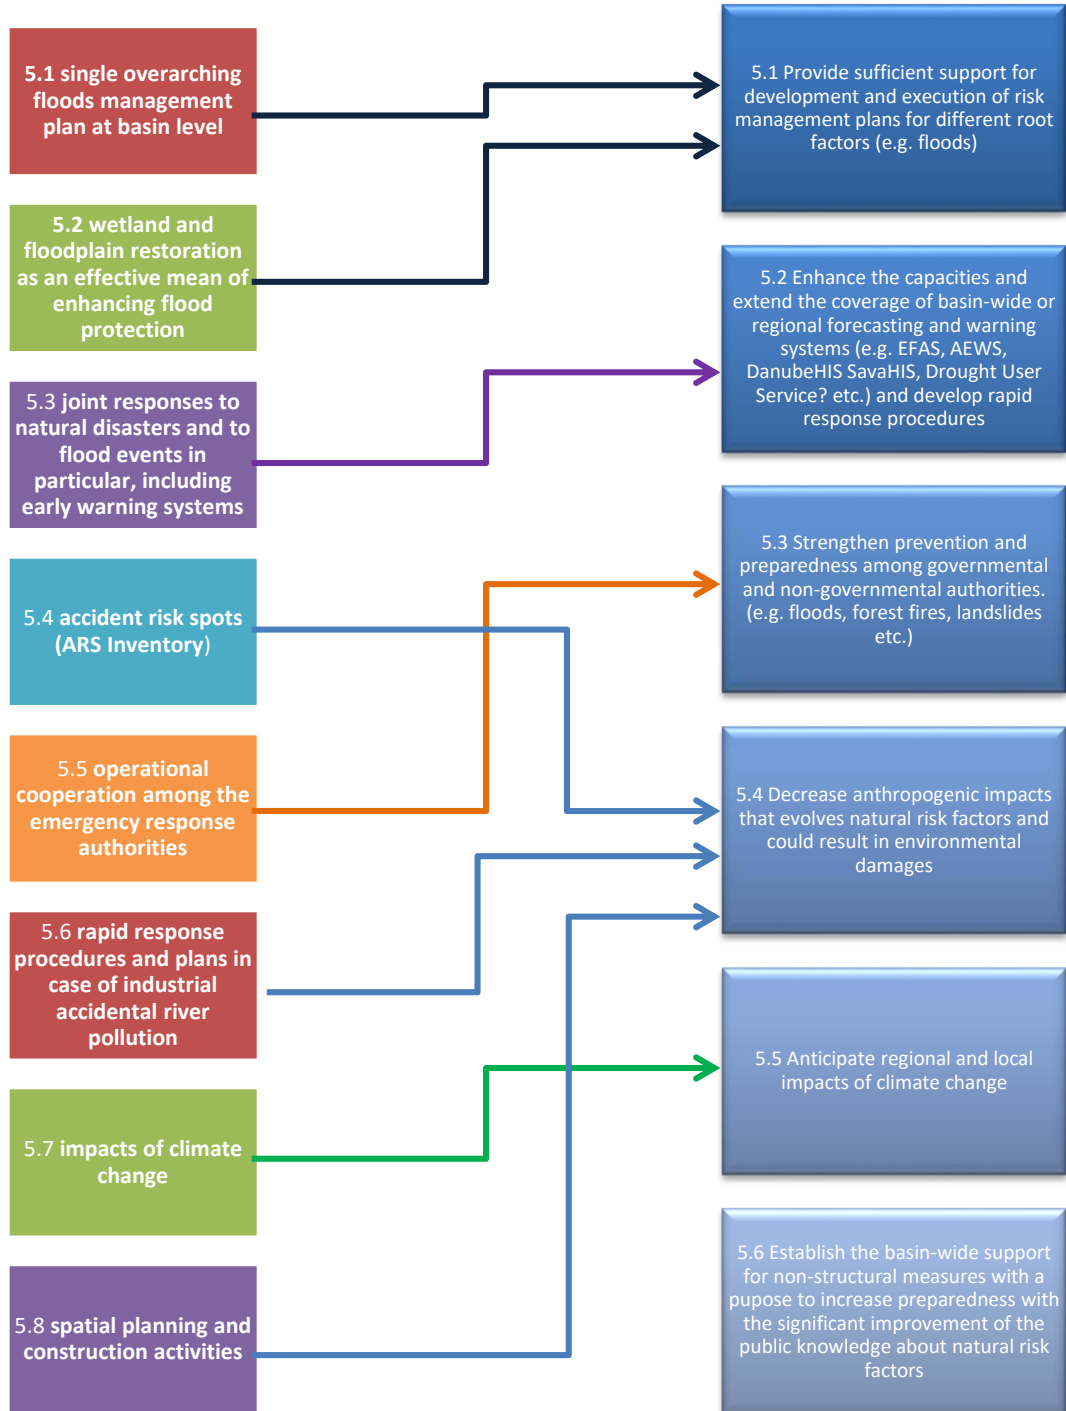 5.1 single overarching
floods management
plan at basin level
5.2 wetland and
floodplain restoration
as an effective mean of
enhancing flood
protection
5.3 joint responses to
natural disasters and to
flood events in
particular, including
early warning systems
5.4 accident risk spots
(ARS Inventory)
5.5 operational
cooperation among the
emergency response
authorities
5.6 rapid response
procedures and plans in
case of industrial
accidental river
pollution
5.7 impacts of climate
change
5.8 spatial planning and
construction activities
5.1 Provide sufficient support for
development and execution of risk
management plans for different root
factors (e.g. floods)
5.2 Enhance the capacities and
extend the coverage of basin-wide or
regional forecasting and warning
systems (e.g. EFAS, AEWS,
DanubeHIS SavaHIS, Drought User
Service? etc.) and develop rapid
response procedures
5.3 Strengthen prevention and
preparedness among governmental
and non-governmental authorities.
(e.g. floods, forest fires, landslides
etc.)
5.4 Decrease anthropogenic impacts
that evolves natural risk factors and
could result in environmental
damages
5.5 Anticipate regional and local
impacts of climate change
5.6 Establish the basin-wide support
for non-structural measures with a
pupose to increase preparedness with
the significant improvement of the
public knowledge about natural risk
factors